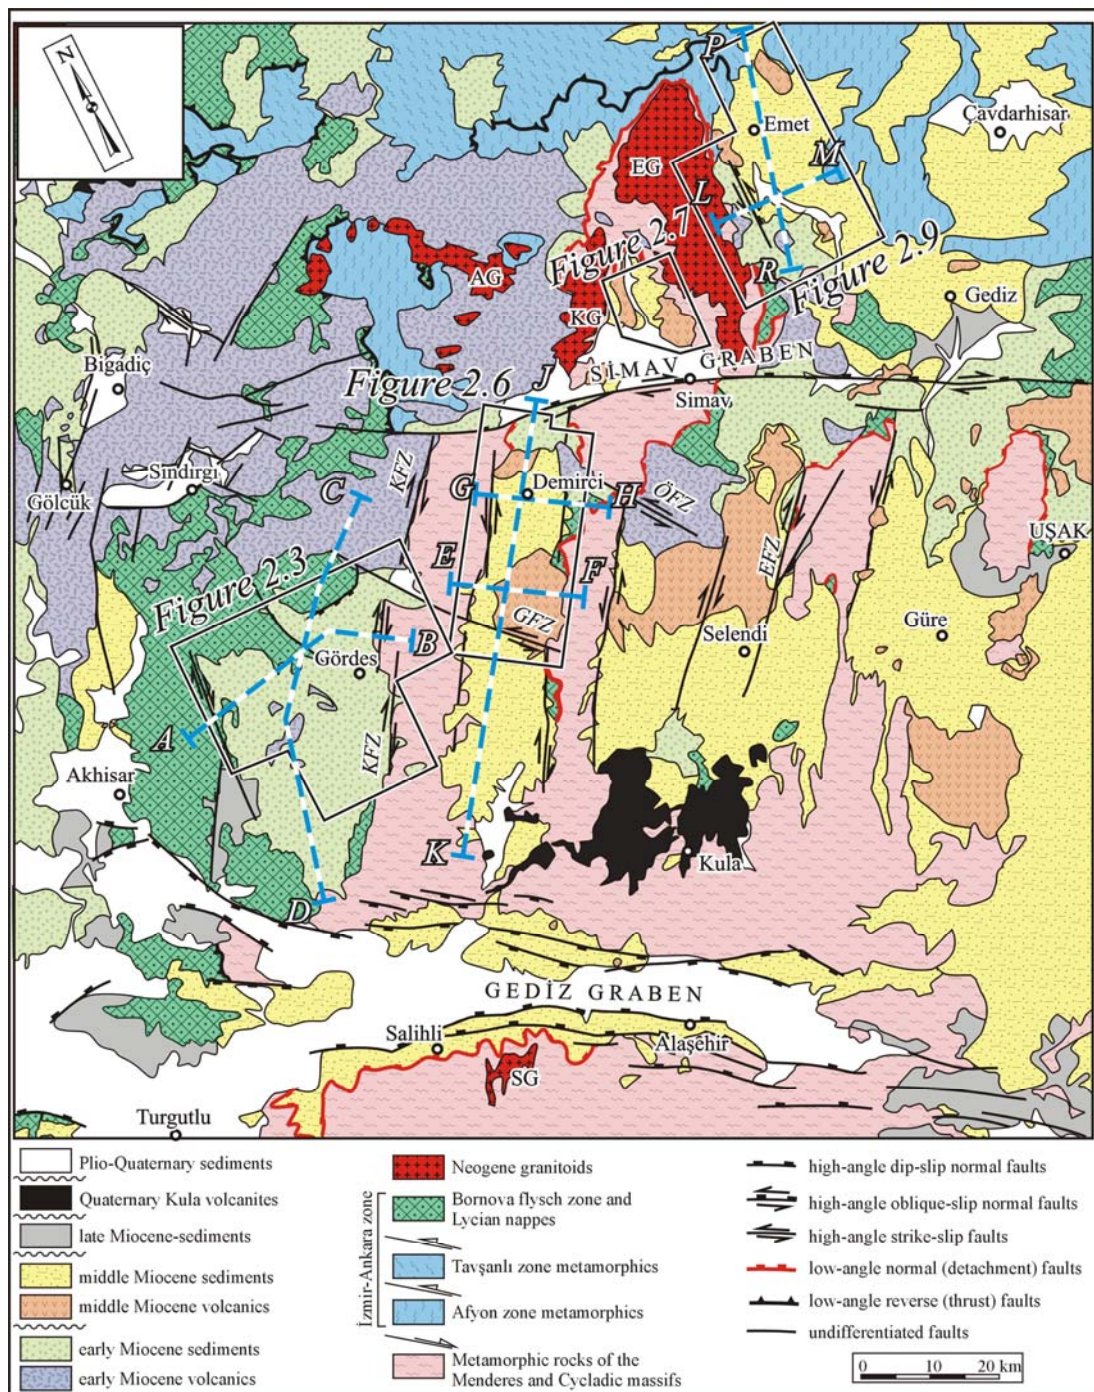 N
P
Çavdarhisar
Emet
M
EG
L
Figure 2.7
R
Figure 2.9
AG
KG
Gediz
SİMAV GRABEN
Bigadiç
J
Figure 2.6
Simav
Sındırgı
KFZ
C
G
Demirci
H
ÖFZ
Gölcük
UŞAK
EFZ
E
F
Figure 2.3
GFZ
Selendi
Güre
B
Gördes
A
KFZ
Akhisar
K
Kula
D
GEDİZ GRABEN
Salihli
Alaşehir
SG
Turgutlu
Plio-Quaternary sediments
Quaternary Kula volcanites
late Miocene-sediments
middle Miocene sediments
middle Miocene volcanics
early Miocene sediments
early Miocene volcanics
Neogene granitoids
İzmir-Ankara zone
Bornova flysch zone and
Lycian nappes
Tavşanlı zone metamorphics
Afyon zone metamorphics
Metamorphic rocks of the
Menderes and Cycladic massifs
high-angle dip-slip normal faults
high-angle oblique-slip normal faults
high-angle strike-slip faults
low-angle normal (detachment) faults
low-angle reverse (thrust) faults
undifferentiated faults
0 10 20 km